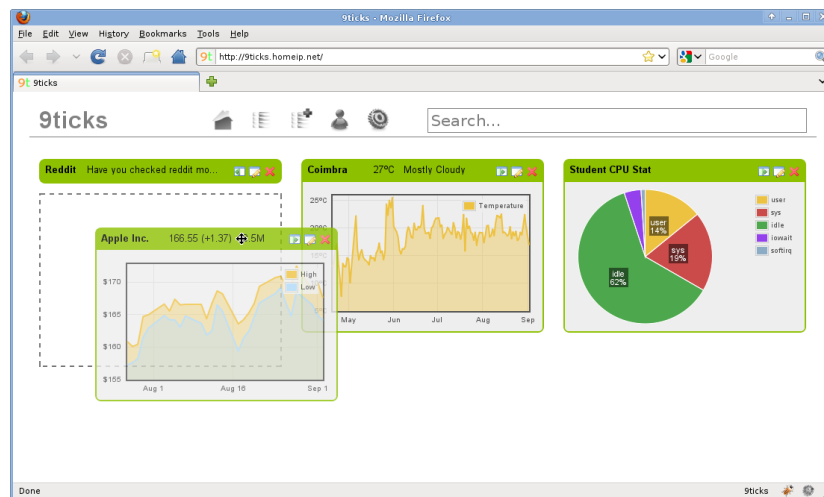 9ticks - Mozilla Firefox
File Edit View History Bookmarks Tools Help
9t http://9ticks.homeip.net/ Google
9t 9ticks
9ticks Search...
Reddit Have you checked reddit mo...
Coimbra 27ºC Mostly Cloudy
Student CPU Stat
25ºC
Temperature
May Jun Jul Aug Sep
user
sys
idle
iowait
softirq
user
14%
sys
19%
idle
62%
Apple Inc. 166.55 (+1.37) .5M
High
Low
$170
$165
$160
$155
Aug 1 Aug 16 Sep 1
Done 9ticks